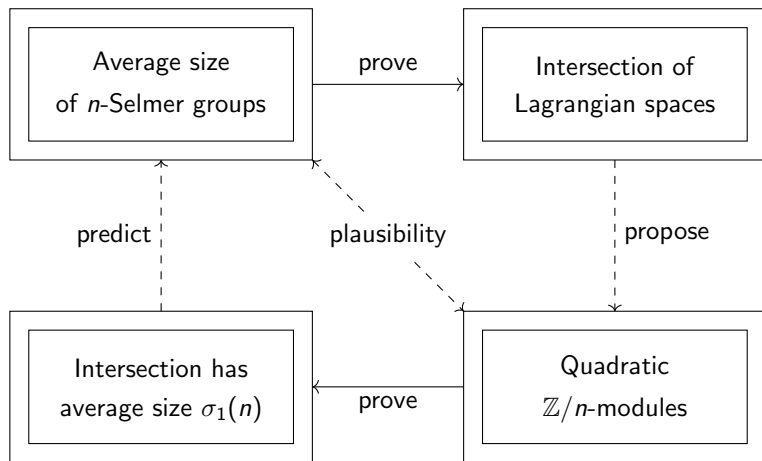 Average size
of n-Selmer groups
prove
Intersection of
Lagrangian spaces
predict
plausibility
propose
Intersection has
average size σ₁(n)
prove
Quadratic
ℤ/n-modules